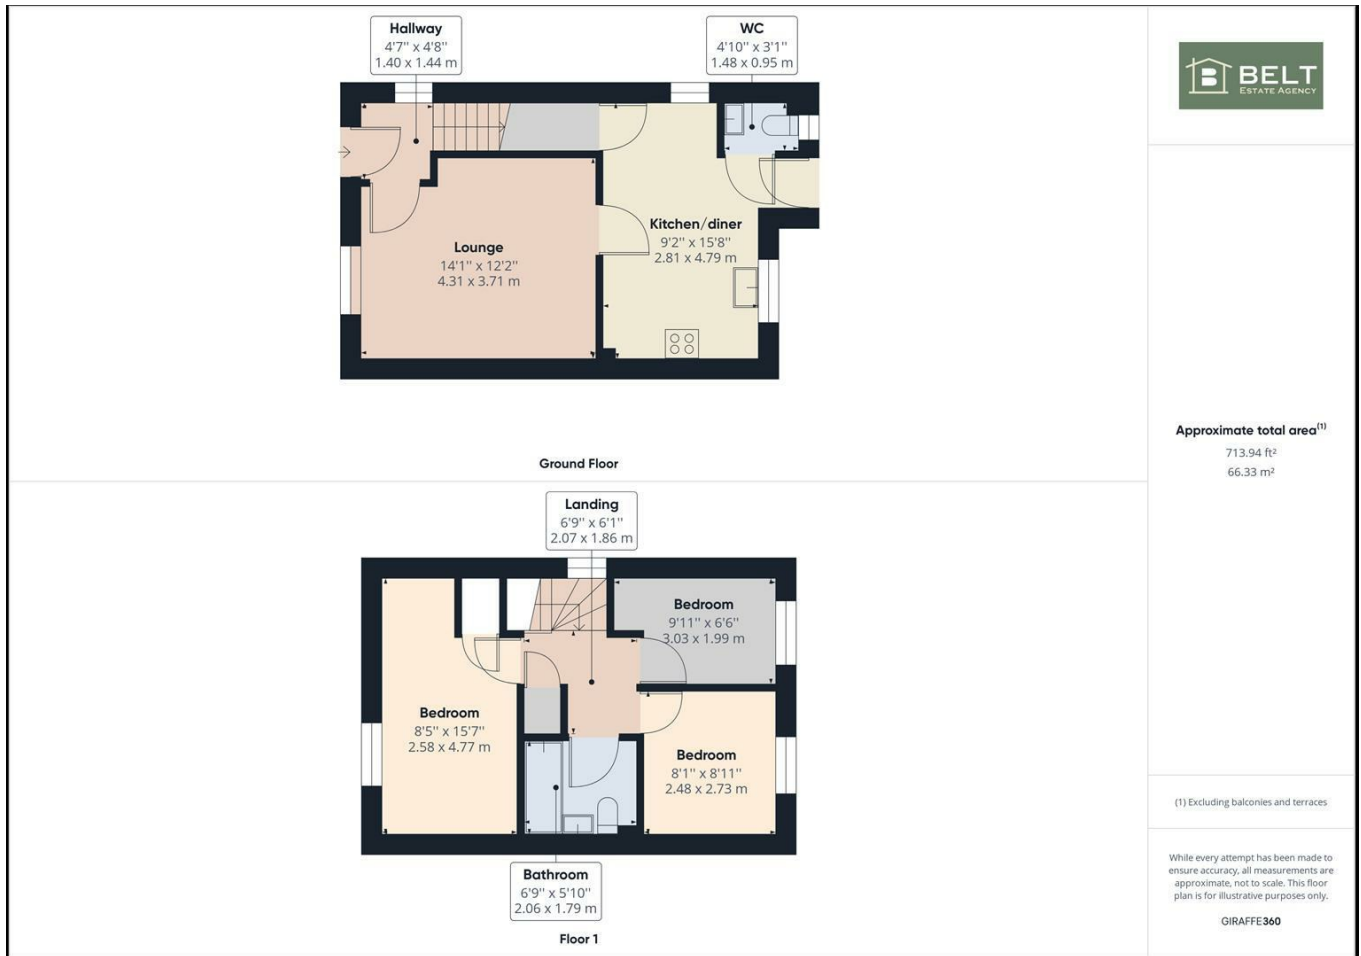 Hallway
4'7'' x 4'8''
1.40 x 1.44 m
WC
4'10'' x 3'1''
1.48 x 0.95 m
Kitchen/diner
9'2'' x 15'8''
2.81 x 4.79 m
Lounge
14'1'' x 12'2''
4.31 x 3.71 m
Ground Floor
Landing
6'9'' x 6'1''
2.07 x 1.86 m
Bedroom
9'11'' x 6'6''
3.03 x 1.99 m
Bedroom
8'5'' x 15'7''
2.58 x 4.77 m
Bedroom
8'1'' x 8'11''
2.48 x 2.73 m
Bathroom
6'9'' x 5'10''
2.06 x 1.79 m
Floor 1
B BELT
ESTATE AGENCY
Approximate total area(1)
713.94 ft²
66.33 m²
(1) Excluding balconies and terraces
While every attempt has been made to
ensure accuracy, all measurements are
approximate, not to scale. This floor
plan is for illustrative purposes only.
GIRAFFE360